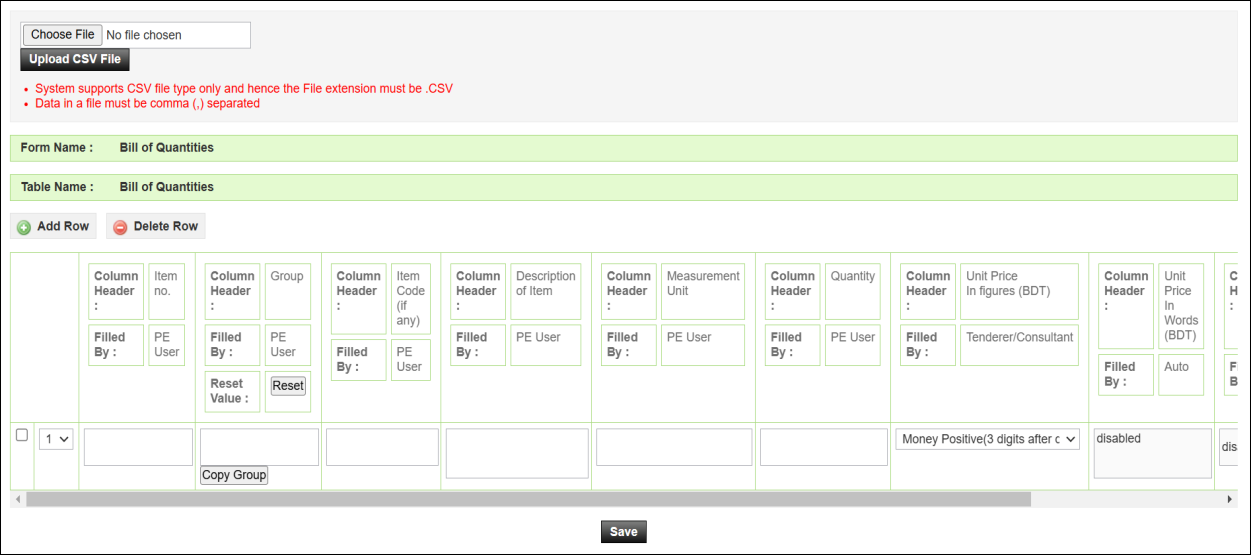 Choose File No file chosen
Upload CSV File
• System supports CSV file type only and hence the File extension must be .CSV
• Data in a file must be comma (,) separated
Form Name : Bill of Quantities
Table Name : Bill of Quantities
Add Row Delete Row
Column
Header
:
Item
no.
Filled
By :
PE
User
Column
Header
:
Group
Filled
By :
PE
User
Reset
Value :
Reset
Column
Header
:
Item
Code
(if
any)
Filled
By :
PE
User
Column
Header
:
Description
of Item
Filled
By :
PE User
Column
Header
:
Measurement
Unit
Filled
By :
PE User
Column
Header
:
Quantity
Filled
By :
PE User
Column
Header
:
Unit Price
In figures (BDT)
Filled
By :
Tenderer/Consultant
Column
Header
:
Unit
Price
In
Words
(BDT)
Filled
By :
Auto
1
Copy Group
Money Positive(3 digits after
disabled
Save